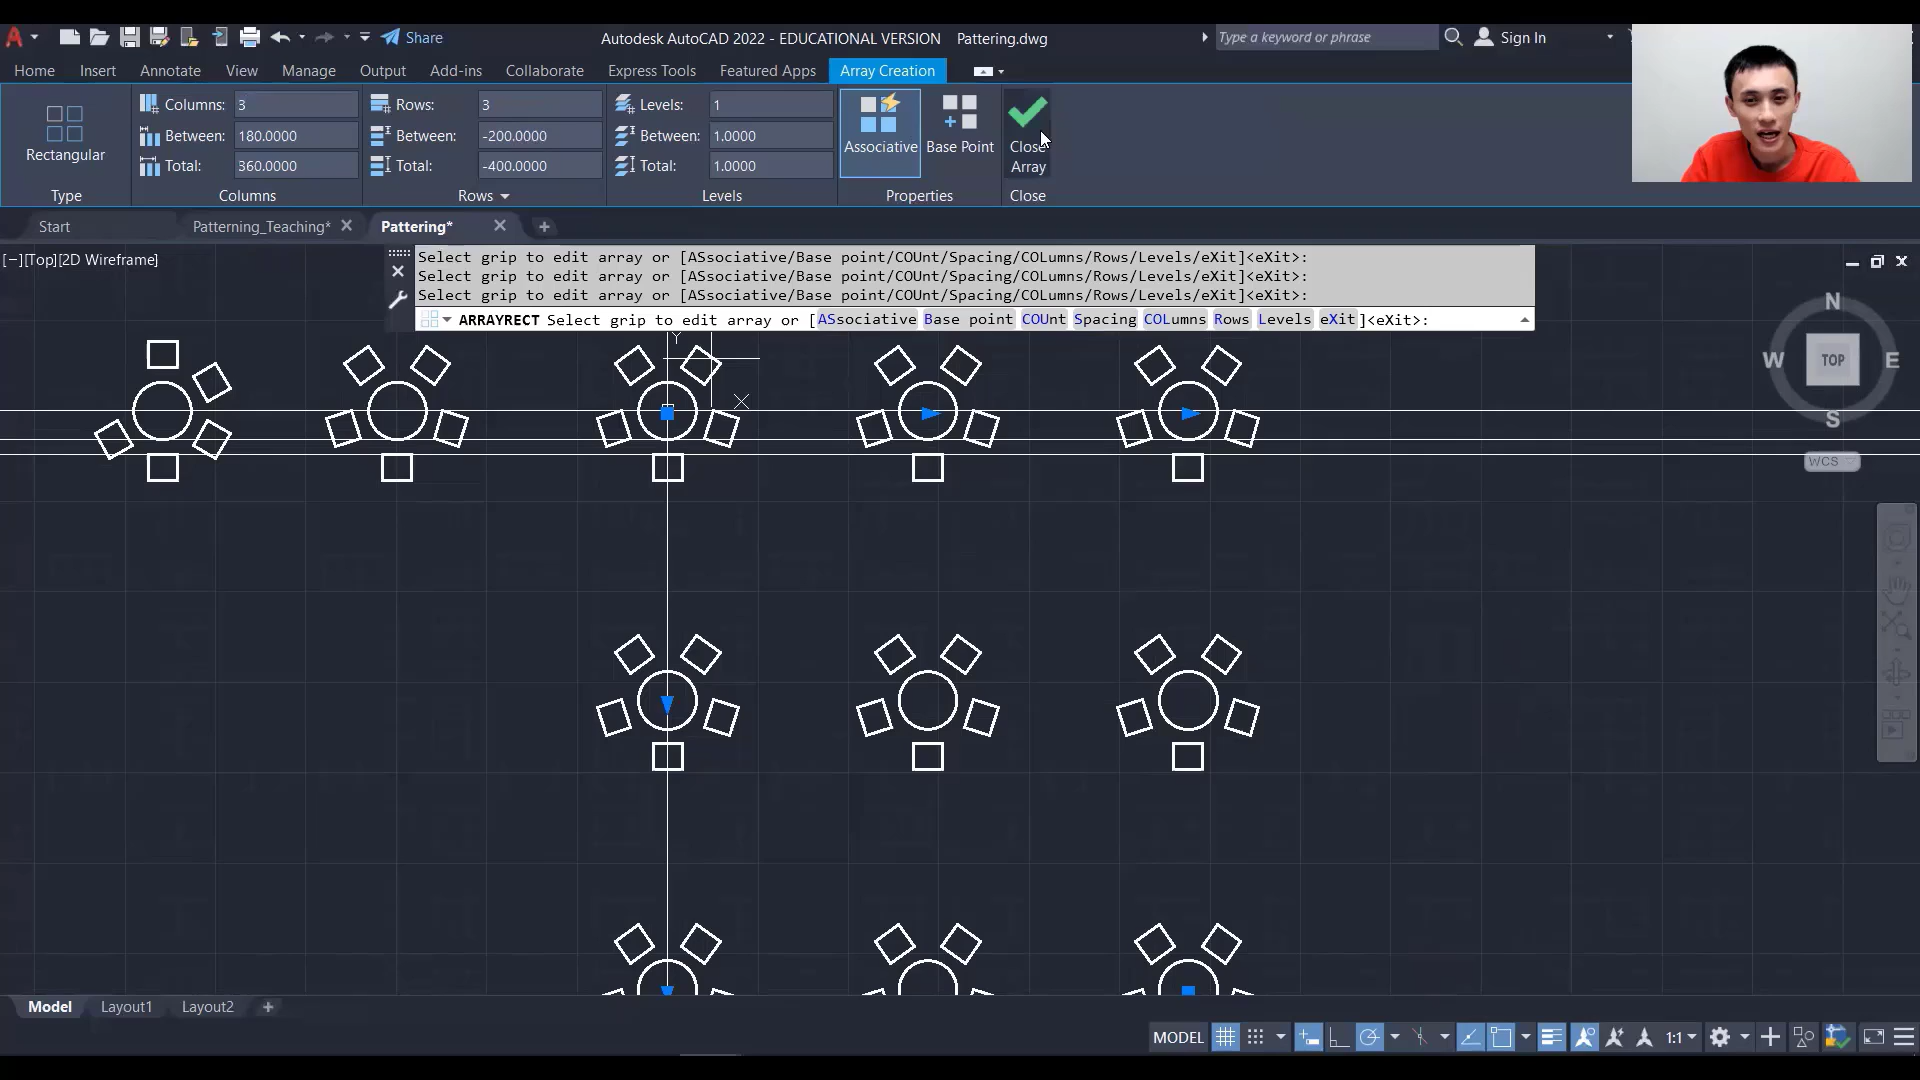 Share
Autodesk AutoCAD 2022 - EDUCATIONAL VERSION Pattering.dwg
Type a keyword or phrase
Sign In
Home Insert Annotate View Manage Output Add-ins Collaborate Express Tools Featured Apps Array Creation
Rectangular
Type
Columns: 3
Between: 180.0000
Total: 360.0000
Columns
Rows: 3
Between: -200.0000
Total: -400.0000
Rows
Levels: 1
Between: 1.0000
Total: 1.0000
Levels
Associative
Base Point
Properties
Close
Array
Close
Start Patterning_Teaching* Pattering*
[−][Top][2D Wireframe]
Select grip to edit array or [ASsociative/Base point/COUnt/Spacing/COLumns/Rows/Levels/eXit]<eXit>:
Select grip to edit array or [ASsociative/Base point/COUnt/Spacing/COLumns/Rows/Levels/eXit]<eXit>:
Select grip to edit array or [ASsociative/Base point/COUnt/Spacing/COLumns/Rows/Levels/eXit]<eXit>:
ARRAYRECT Select grip to edit array or [ASsociative Base point COUnt Spacing COLumns Rows Levels eXit]<eXit>:
Y
N
W TOP E
S
WCS
Model Layout1 Layout2
MODEL
1:1